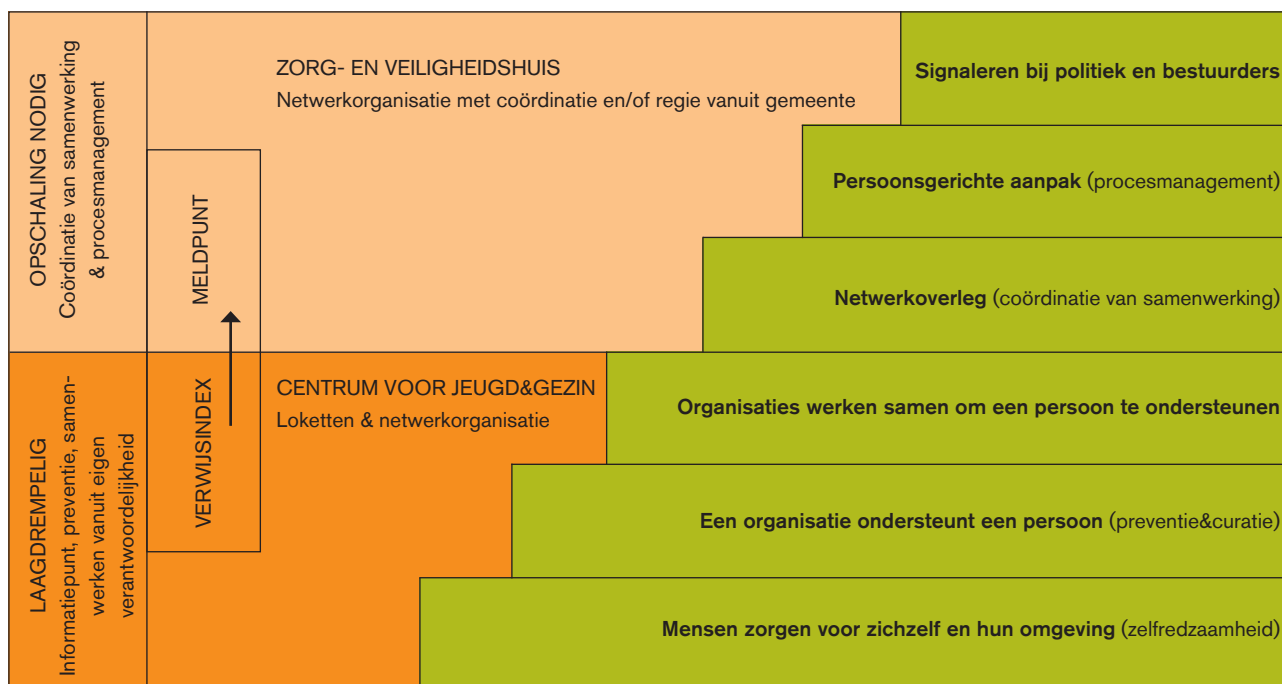 OPSCHALING NODIG
Coördinatie van samenwerking
& procesmanagement
MELDPUNT
ZORG- EN VEILIGHEIDSHUIS
Netwerkorganisatie met coördinatie en/of regie vanuit gemeente
Signaleren bij politiek en bestuurders
Persoonsgerichte aanpak (procesmanagement)
Netwerkoverleg (coördinatie van samenwerking)
LAAGDREMPELIG
Informatiepunt, preventie, samen-
werken vanuit eigen
verantwoordelijkheid
VERWIJSINDEX
CENTRUM VOOR JEUGD&GEZIN
Loketten & netwerkorganisatie
Organisaties werken samen om een persoon te ondersteunen
Een organisatie ondersteunt een persoon (preventie&curatie)
Mensen zorgen voor zichzelf en hun omgeving (zelfredzaamheid)